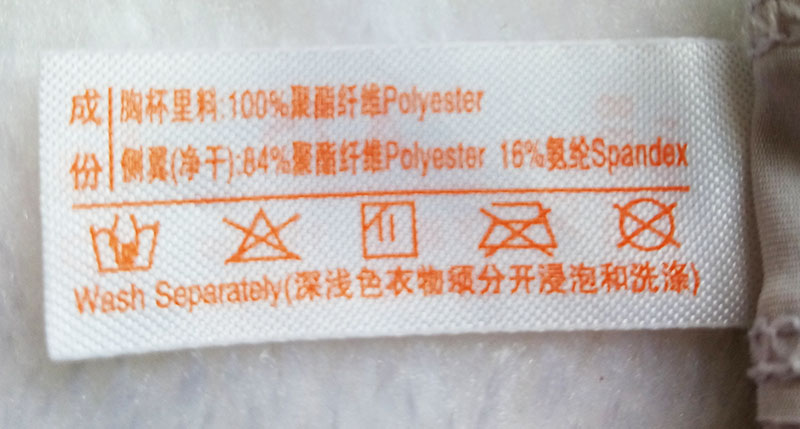 成份
胸杯里料:100%聚酯纤维Polyester
侧翼(净干):84%聚酯纤维Polyester 16%氨纶Spandex
Wash Separately(深浅色衣物须分开浸泡和洗涤)